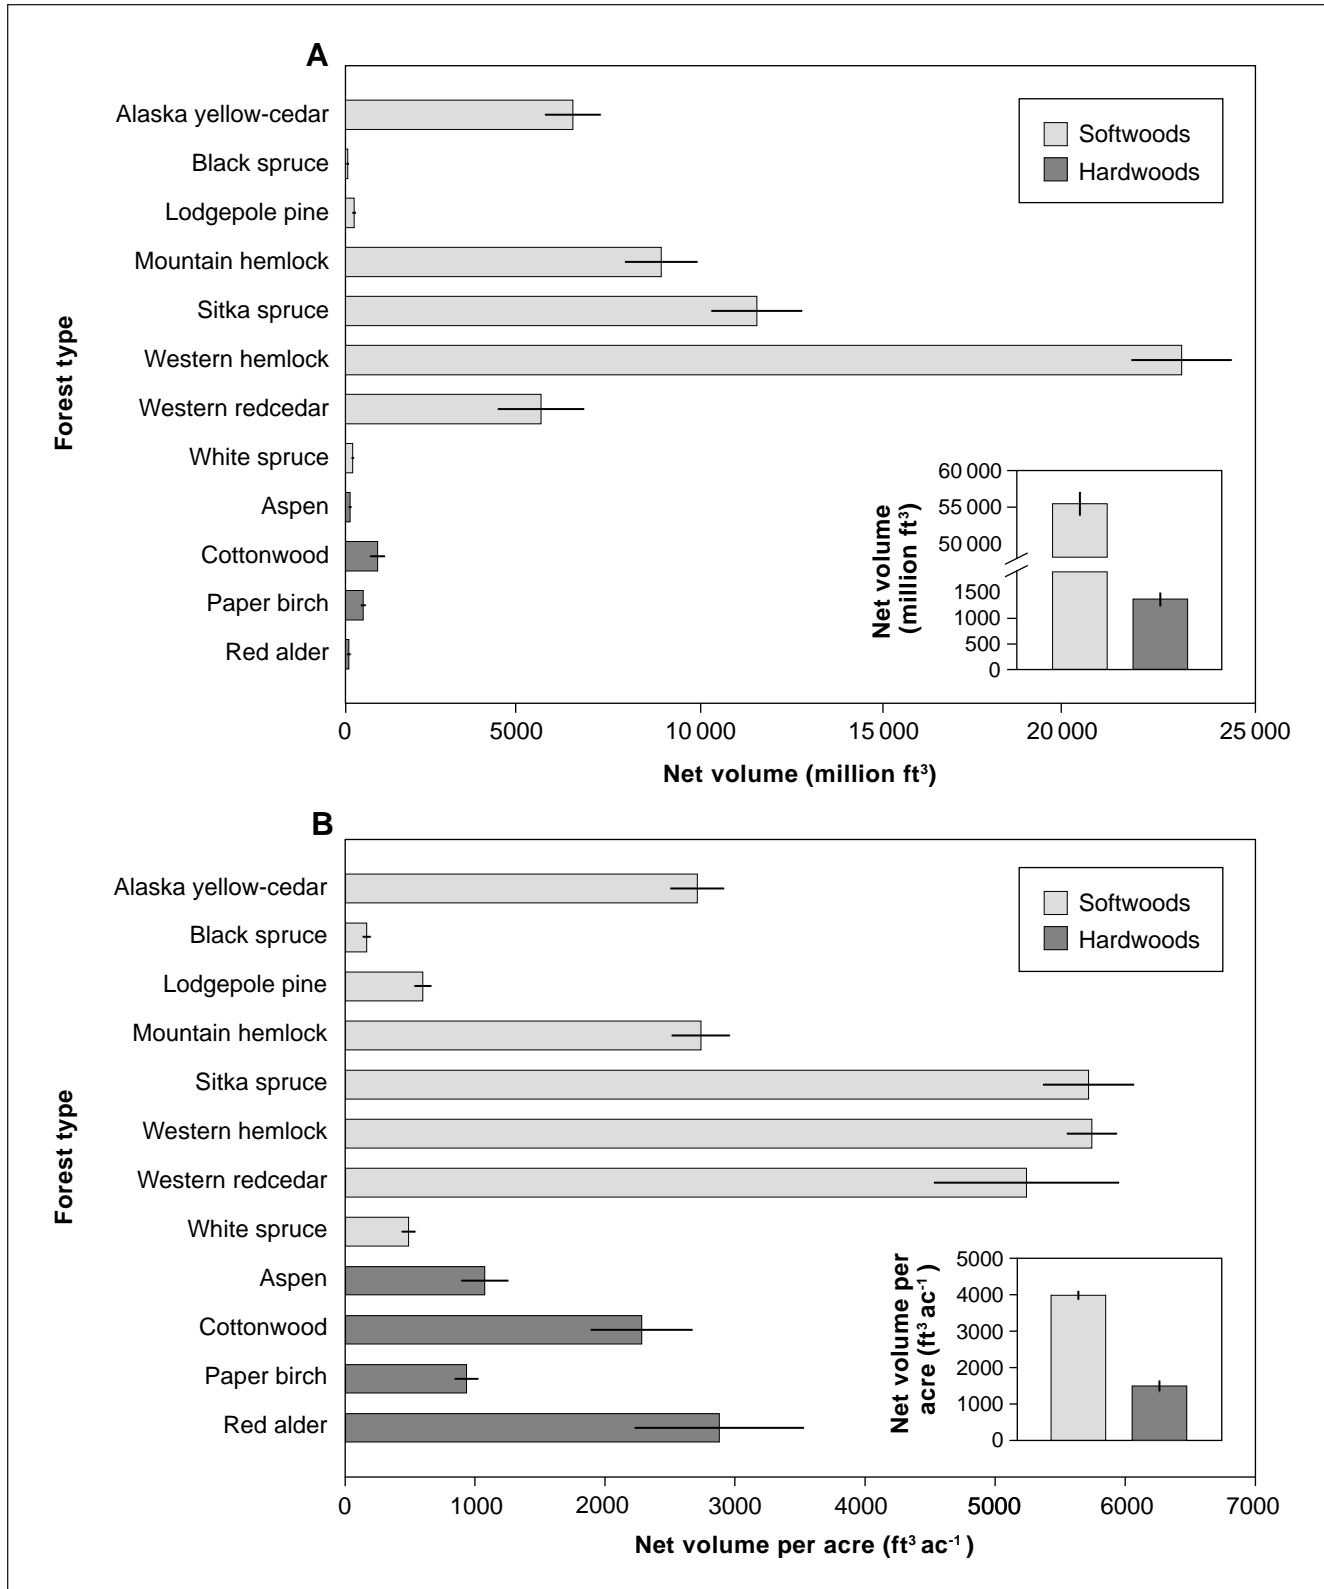 A
Alaska yellow-cedar
Black spruce
Lodgepole pine
Mountain hemlock
Sitka spruce
Western hemlock
Western redcedar
White spruce
Aspen
Cottonwood
Paper birch
Red alder
Forest type
Softwoods
Hardwoods
60 000
55 000
50 000
1500
1000
500
0
Net volume
(million ft³)
0 5000 10 000 15 000 20 000 25 000
Net volume (million ft³)
B
Alaska yellow-cedar
Black spruce
Lodgepole pine
Mountain hemlock
Sitka spruce
Western hemlock
Western redcedar
White spruce
Aspen
Cottonwood
Paper birch
Red alder
Forest type
Softwoods
Hardwoods
5000
4000
3000
2000
1000
0
Net volume per
acre (ft³ ac⁻¹)
0 1000 2000 3000 4000 5000 6000 7000
Net volume per acre (ft³ ac⁻¹)